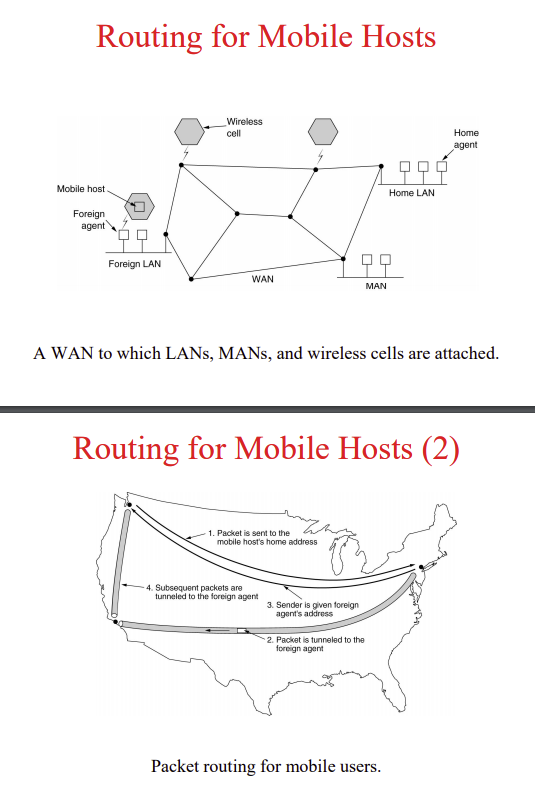 Routing for Mobile Hosts
Wireless
cell
Home
agent
Mobile host
Home LAN
Foreign
agent
Foreign LAN
WAN
MAN
A WAN to which LANs, MANs, and wireless cells are attached.
Routing for Mobile Hosts (2)
1. Packet is sent to the
mobile host's home address
4. Subsequent packets are
tunneled to the foreign agent
3. Sender is given foreign
agent's address
2. Packet is tunneled to the
foreign agent
Packet routing for mobile users.